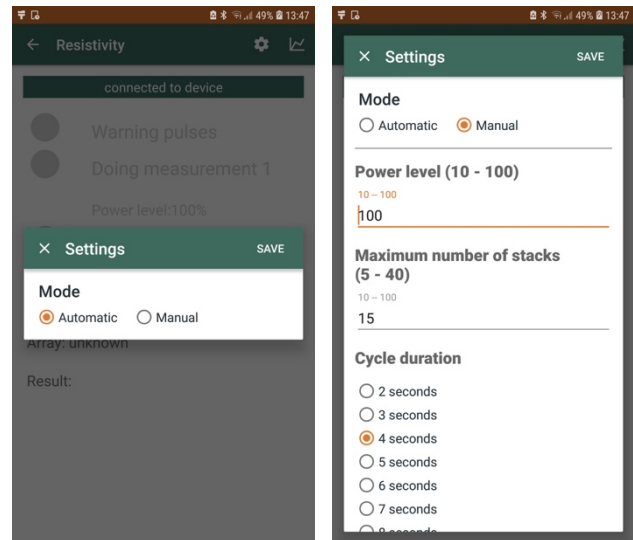 49% 13:47
Resistivity
connected to device
Warning pulses
Doing measurement 1
Power level:100%
Settings SAVE
Mode
Automatic Manual
Array: unknown
Result:
49% 13:47
Settings SAVE
Mode
Automatic Manual
Power level (10 - 100)
10 – 100
100
Maximum number of stacks
(5 - 40)
10 – 100
15
Cycle duration
2 seconds
3 seconds
4 seconds
5 seconds
6 seconds
7 seconds